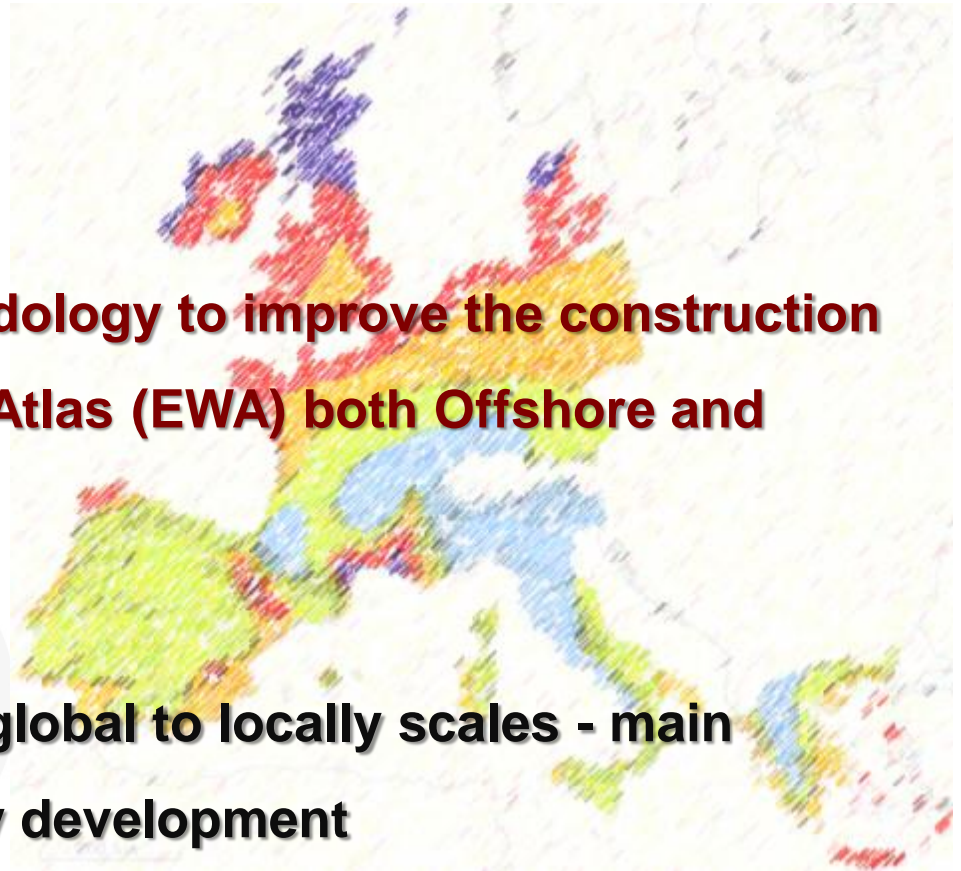 dology to improve the construction
Atlas (EWA) both Offshore and
global to locally scales - main
y development